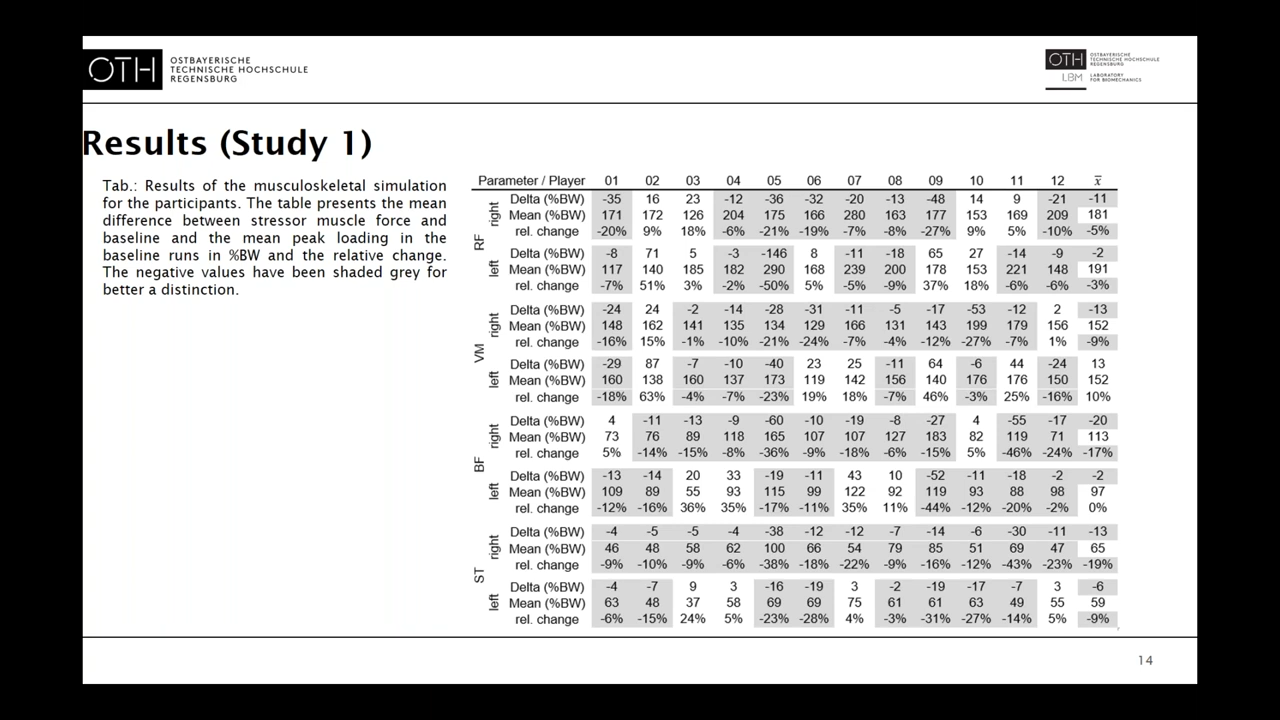 OTH OSTBAYERISCHE
TECHNISCHE HOCHSCHULE
REGENSBURG
OTH OSTBAYERISCHE
TECHNISCHE HOCHSCHULE
REGENSBURG
LBM LABORATORY
FOR BIOMECHANICS
Results (Study 1)
Tab.: Results of the musculoskeletal simulation
for the participants. The table presents the mean
difference between stressor muscle force and
baseline and the mean peak loading in the
baseline runs in %BW and the relative change.
The negative values have been shaded grey for
better a distinction.
Parameter / Player 01 02 03 04 05 06 07 08 09 10 11 12 x̅
RF
right
Delta (%BW) -35 16 23 -12 -36 -32 -20 -13 -48 14 9 -21 -11
Mean (%BW) 171 172 126 204 175 166 280 163 177 153 169 209 181
rel. change -20% 9% 18% -6% -21% -19% -7% -8% -27% 9% 5% -10% -5%
left
Delta (%BW) -8 71 5 -3 -146 8 -11 -18 65 27 -14 -9 -2
Mean (%BW) 117 140 185 182 290 168 239 200 178 153 221 148 191
rel. change -7% 51% 3% -2% -50% 5% -5% -9% 37% 18% -6% -6% -3%
VM
right
Delta (%BW) -24 24 -2 -14 -28 -31 -11 -5 -17 -53 -12 2 -13
Mean (%BW) 148 162 141 135 134 129 166 131 143 199 179 156 152
rel. change -16% 15% -1% -10% -21% -24% -7% -4% -12% -27% -7% 1% -9%
left
Delta (%BW) -29 87 -7 -10 -40 23 25 -11 64 -6 44 -24 13
Mean (%BW) 160 138 160 137 173 119 142 156 140 176 176 150 152
rel. change -18% 63% -4% -7% -23% 19% 18% -7% 46% -3% 25% -16% 10%
BF
right
Delta (%BW) 4 -11 -13 -9 -60 -10 -19 -8 -27 4 -55 -17 -20
Mean (%BW) 73 76 89 118 165 107 107 127 183 82 119 71 113
rel. change 5% -14% -15% -8% -36% -9% -18% -6% -15% 5% -46% -24% -17%
left
Delta (%BW) -13 -14 20 33 -19 -11 43 10 -52 -11 -18 -2 -2
Mean (%BW) 109 89 55 93 115 99 122 92 119 93 88 98 97
rel. change -12% -16% 36% 35% -17% -11% 35% 11% -44% -12% -20% -2% 0%
ST
right
Delta (%BW) -4 -5 -5 -4 -38 -12 -12 -7 -14 -6 -30 -11 -13
Mean (%BW) 46 48 58 62 100 66 54 79 85 51 69 47 65
rel. change -9% -10% -9% -6% -38% -18% -22% -9% -16% -12% -43% -23% -19%
left
Delta (%BW) -4 -7 9 3 -16 -19 3 -2 -19 -17 -7 3 -6
Mean (%BW) 63 48 37 58 69 69 75 61 61 63 49 55 59
rel. change -6% -15% 24% 5% -23% -28% 4% -3% -31% -27% -14% 5% -9%
14